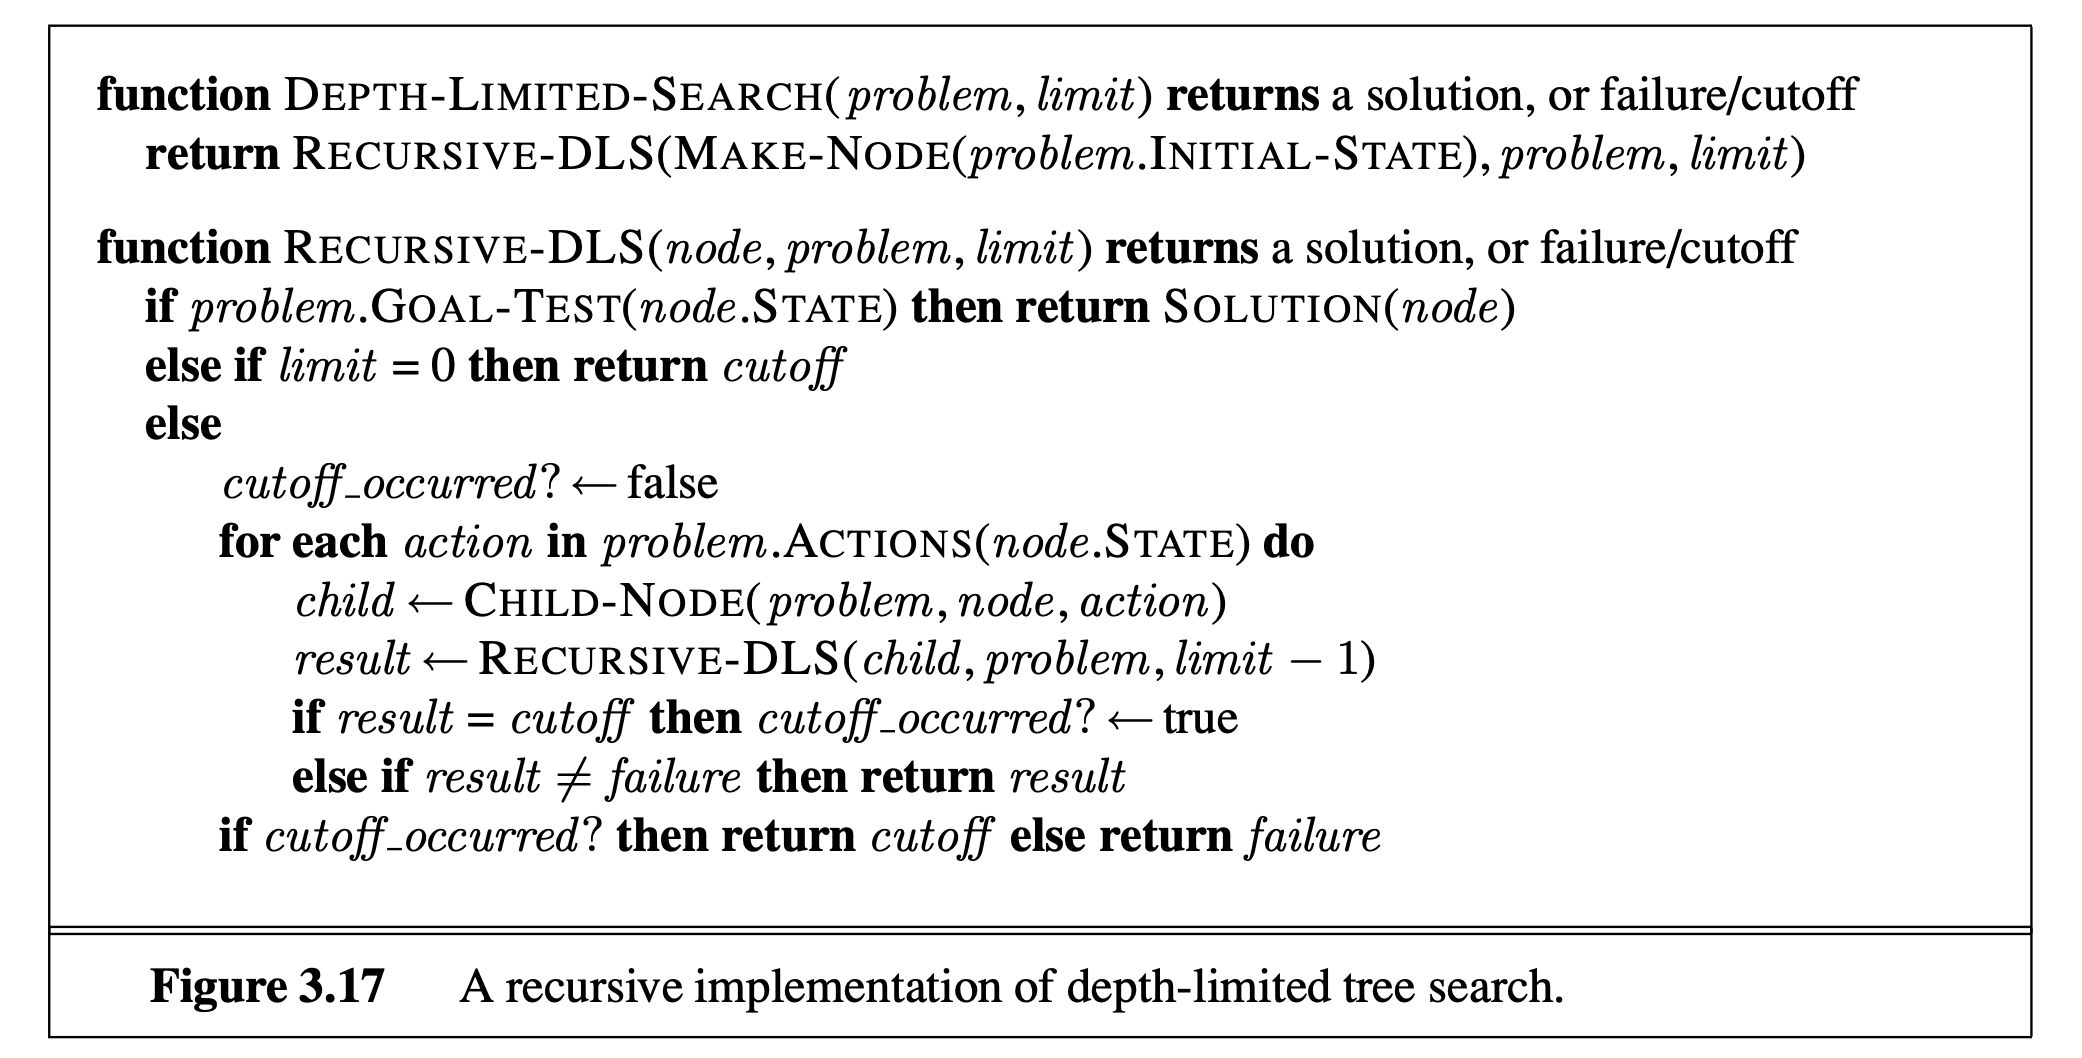 function DEPTH-LIMITED-SEARCH(problem, limit) returns a solution, or failure/cutoff
return RECURSIVE-DLS(MAKE-NODE(problem.INITIAL-STATE), problem, limit)
function RECURSIVE-DLS(node, problem, limit) returns a solution, or failure/cutoff
if problem.GOAL-TEST(node.STATE) then return SOLUTION(node)
else if limit = 0 then return cutoff
else
cutoff_occurred? ← false
for each action in problem.ACTIONS(node.STATE) do
child ← CHILD-NODE(problem, node, action)
result ← RECURSIVE-DLS(child, problem, limit − 1)
if result = cutoff then cutoff_occurred? ← true
else if result ≠ failure then return result
if cutoff_occurred? then return cutoff else return failure
Figure 3.17 A recursive implementation of depth-limited tree search.